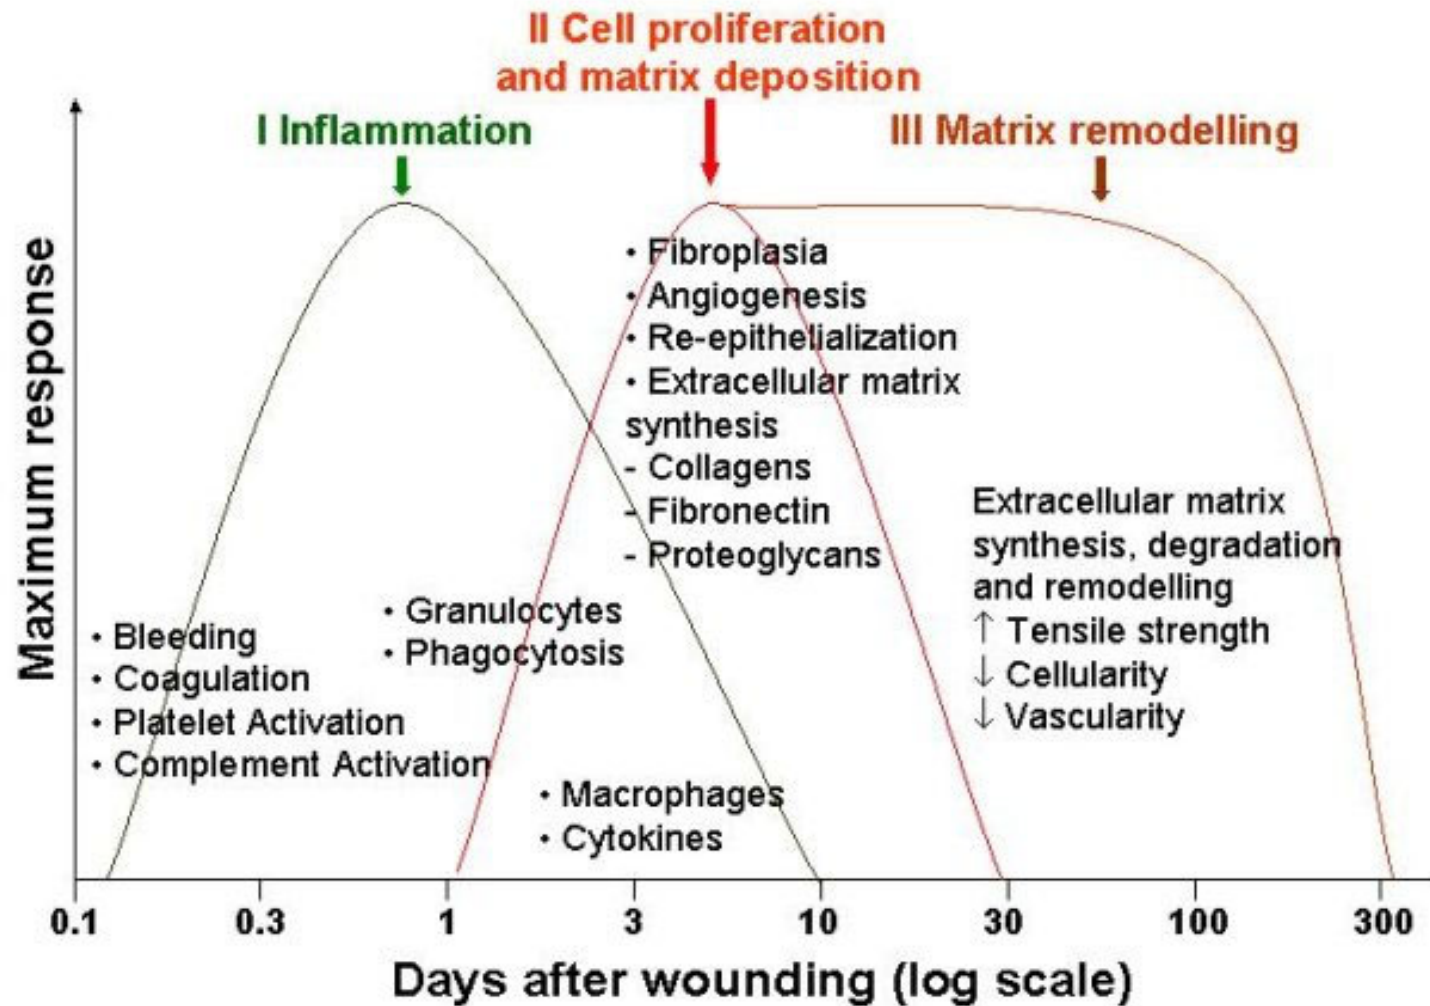 II Cell proliferation
and matrix deposition
I Inflammation
III Matrix remodelling
Maximum response
• Fibroplasia
• Angiogenesis
• Re-epithelialization
• Extracellular matrix
synthesis
- Collagens
- Fibronectin
- Proteoglycans
Extracellular matrix
synthesis, degradation
and remodelling
↑ Tensile strength
↓ Cellularity
↓ Vascularity
• Granulocytes
• Phagocytosis
• Bleeding
• Coagulation
• Platelet Activation
• Complement Activation
• Macrophages
• Cytokines
0.1 0.3 1 3 10 30 100 300
Days after wounding (log scale)